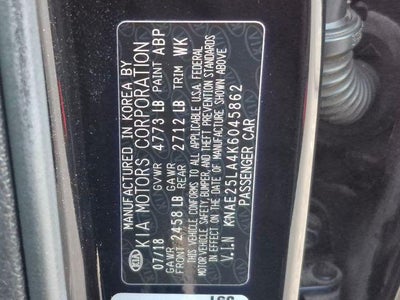 MANUFACTURED IN KOREA BY
KIA MOTORS CORPORATION
07/18 GVWR 4773 LB PAINT ABP
GAWR FRONT 2458 LB GAWR REAR 2712 LB TRIM WK
THIS VEHICLE CONFORMS TO ALL APPLICABLE U.S.A. FEDERAL
MOTOR VEHICLE SAFETY, BUMPER, AND THEFT PREVENTION STANDARDS
IN EFFECT ON THE DATE OF MANUFACTURE SHOWN ABOVE
V.I.N KNAE25LA4K6045862
PASSENGER CAR
KIA